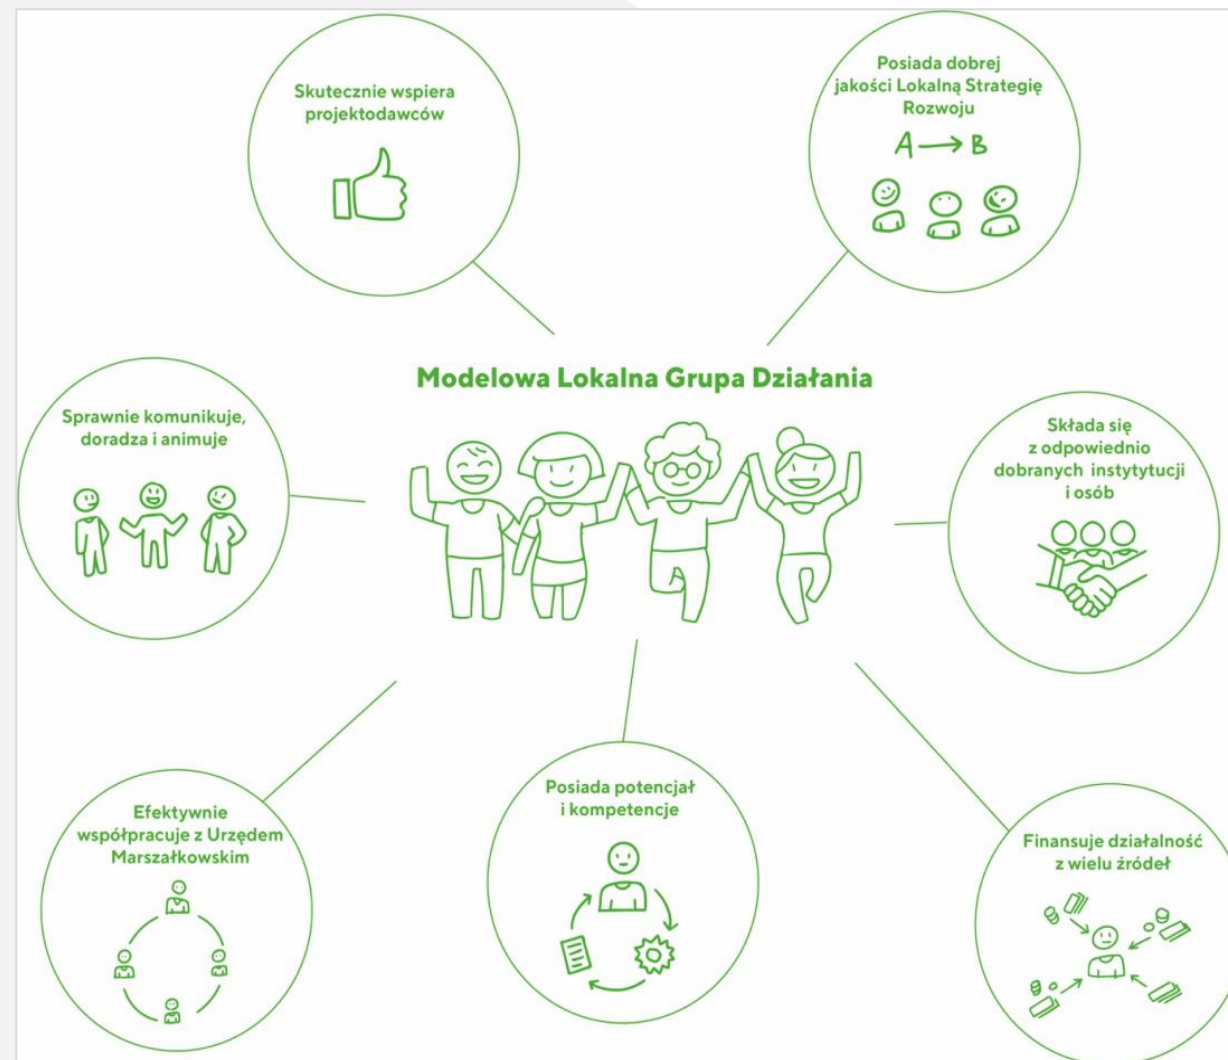 Skutecznie wspiera
projektodawców
Posiada dobrej
jakości Lokalną Strategię
Rozwoju
A → B
Modelowa Lokalna Grupa Działania
Sprawnie komunikuje,
doradza i animuje
Składa się
z odpowiednio
dobranych instytytucji
i osób
Efektywnie
współpracuje z Urzędem
Marszałkowskim
Posiada potencjał
i kompetencje
Finansuje działalność
z wielu źródeł